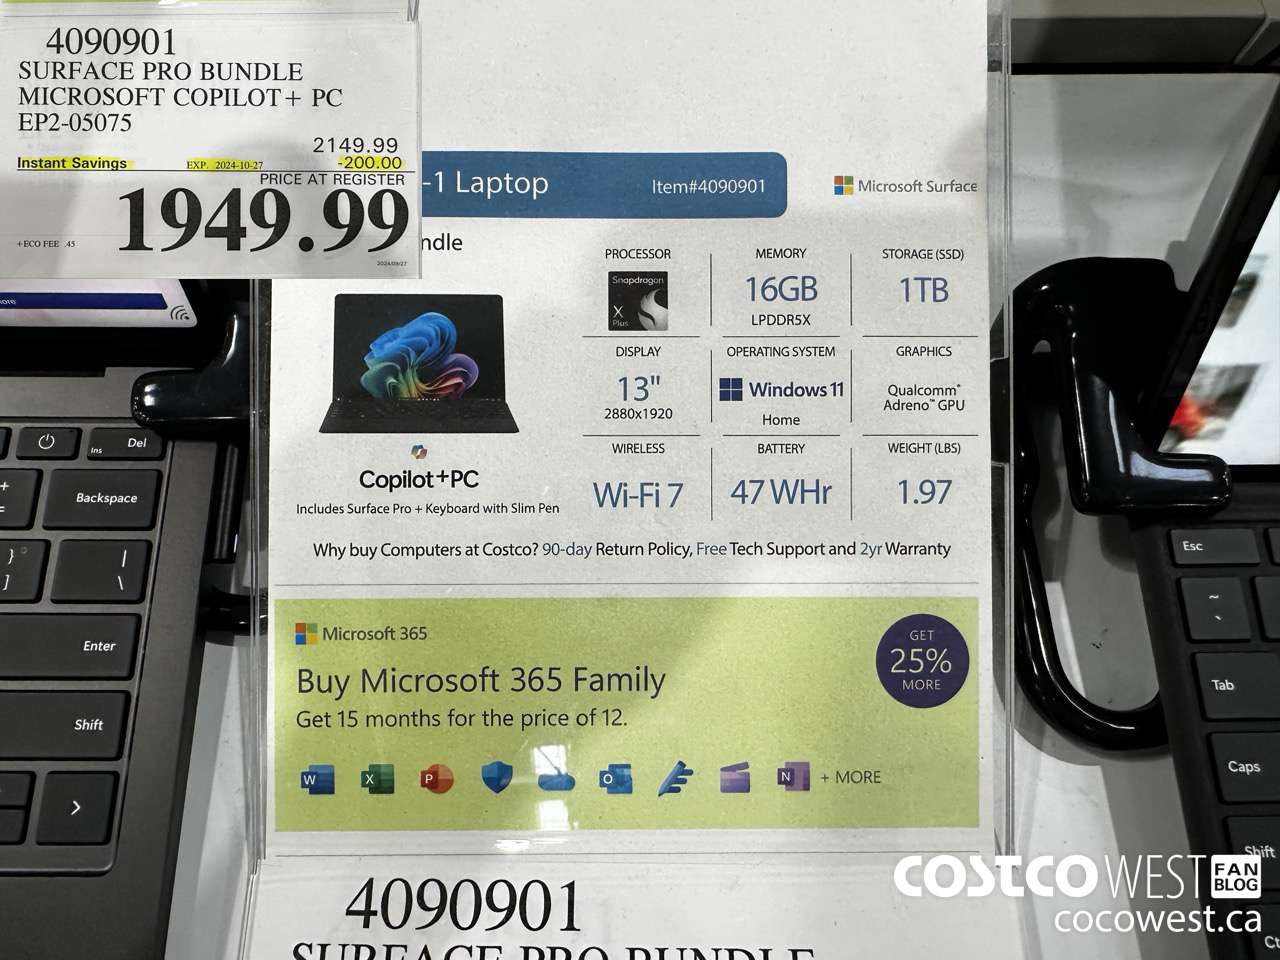 4090901
SURFACE PRO BUNDLE
MICROSOFT COPILOT+ PC
EP2-05075
2149.99
Instant Savings EXP. 2024-10-27 -200.00
PRICE AT REGISTER
1949.99
+ECO FEE .45
2024/09/27
-1 Laptop Item#4090901
Microsoft Surface
ndle
PROCESSOR MEMORY STORAGE (SSD)
Snapdragon
X
Plus
16GB 1TB
LPDDR5X
DISPLAY OPERATING SYSTEM GRAPHICS
13" Windows 11 Qualcomm®
2880x1920 Home Adreno™ GPU
WIRELESS BATTERY WEIGHT (LBS)
Wi-Fi 7 47 WHr 1.97
Copilot+PC
Includes Surface Pro + Keyboard with Slim Pen
Why buy Computers at Costco? 90-day Return Policy, Free Tech Support and 2yr Warranty
Microsoft 365
Buy Microsoft 365 Family
Get 15 months for the price of 12.
GET
25%
MORE
W X P O N + MORE
4090901
SURFACE PRO BUNDLE
Ins Del
Backspace
+
=
}
]
|
\
Enter
Shift
Esc
~
Tab
Caps
Shift
Ct
COSTCO WEST FAN BLOG
cocowest.ca